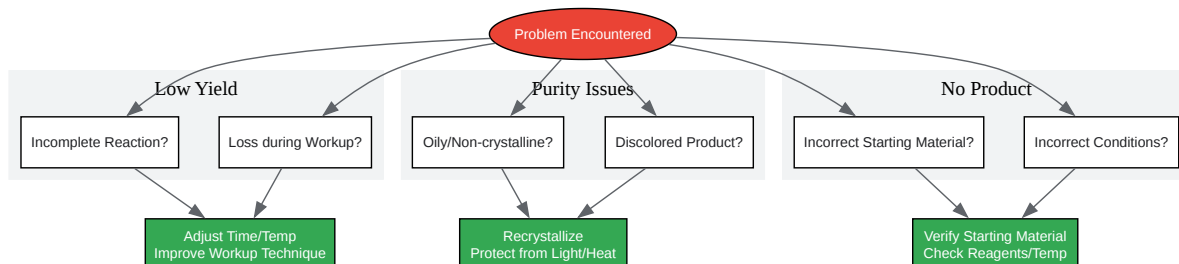 Problem Encountered
Low Yield
Purity Issues
No Product
Incomplete Reaction?
Loss during Workup?
Oily/Non-crystalline?
Discolored Product?
Incorrect Starting Material?
Incorrect Conditions?
Adjust Time/Temp
Improve Workup Technique
Recrystallize
Protect from Light/Heat
Verify Starting Material
Check Reagents/Temp